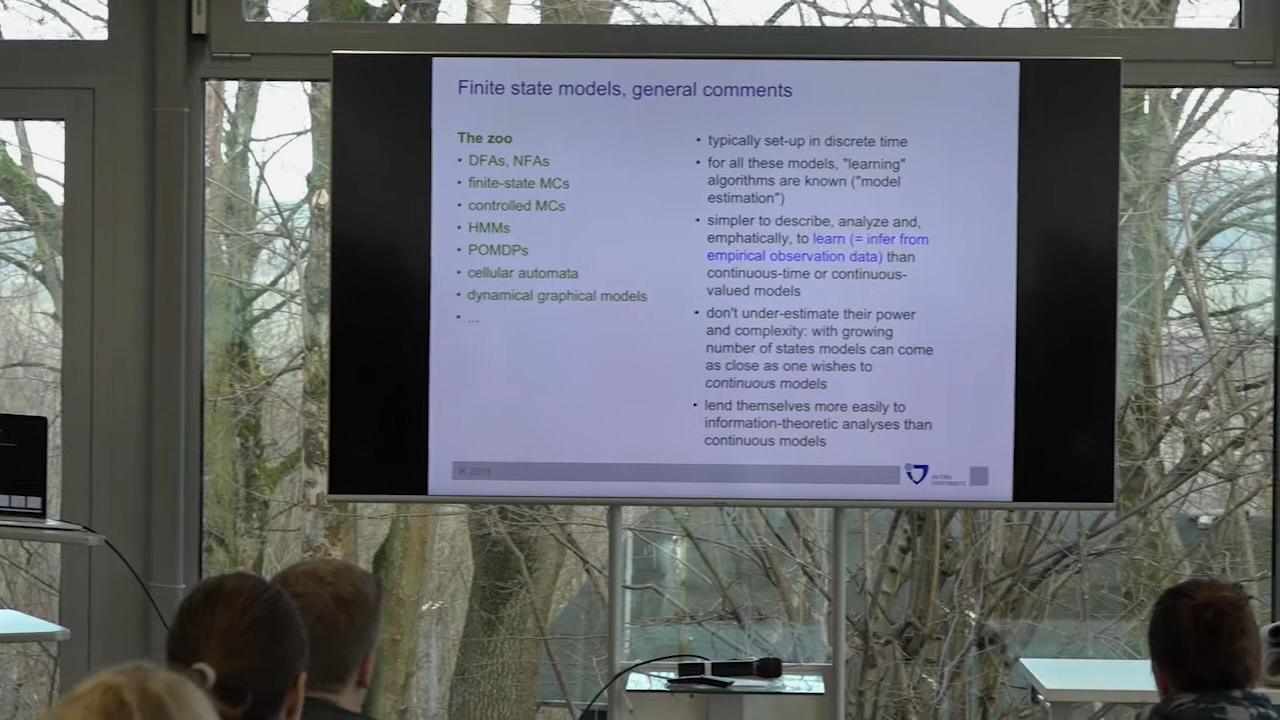 Finite state models, general comments
The zoo
• DFAs, NFAs
• finite-state MCs
• controlled MCs
• HMMs
• POMDPs
• cellular automata
• dynamical graphical models
• ...
• typically set-up in discrete time
• for all these models, "learning"
algorithms are known ("model
estimation")
• simpler to describe, analyze and,
emphatically, to learn (= infer from
empirical observation data) than
continuous-time or continuous-
valued models
• don't under-estimate their power
and complexity: with growing
number of states models can come
as close as one wishes to
continuous models
• lend themselves more easily to
information-theoretic analyses than
continuous models
IK 2018
JACOBS
UNIVERSITY